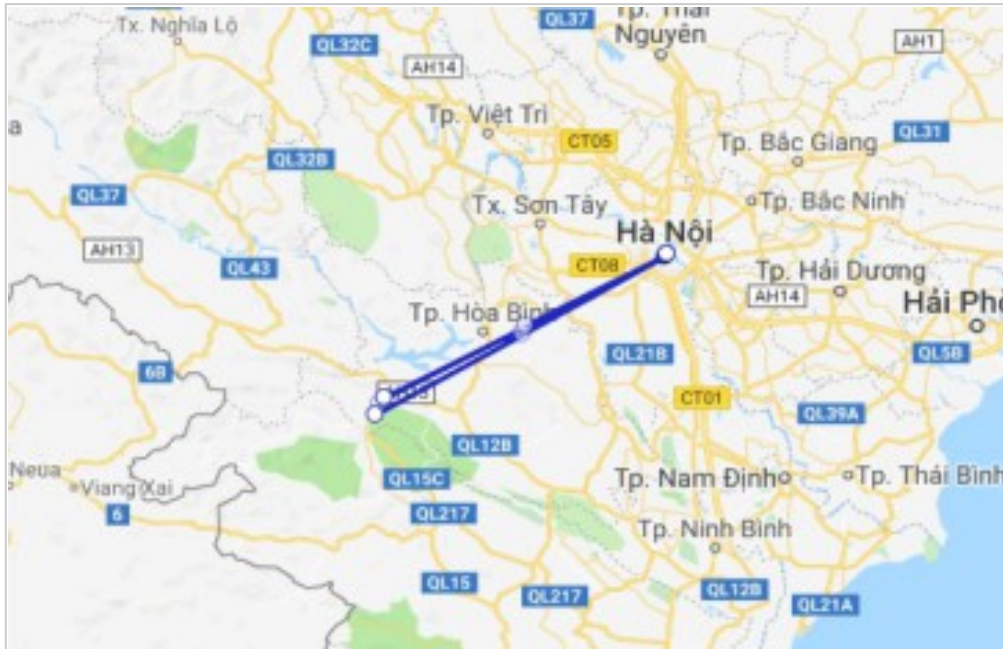 QL37
Tp. Thái
Nguyên
Tx. Nghĩa Lộ
QL32C
AH14
AH1
Tp. Việt Trì
CT05
QL31
Tp. Bắc Giang
QL32B
QL37
Tx. Sơn Tây
Tp. Bắc Ninh
Hà Nội
AH13
QL43
CT08
Tp. Hải Dương
AH14
Hải Phò
Tp. Hòa Bình
QL21B
QL5B
6B
CT01
QL39A
QL12B
Neua
Viang Xai
QL15C
Tp. Nam Định
Tp. Thái Bình
6
QL217
Tp. Ninh Bình
QL15
QL217
QL12B
QL21A